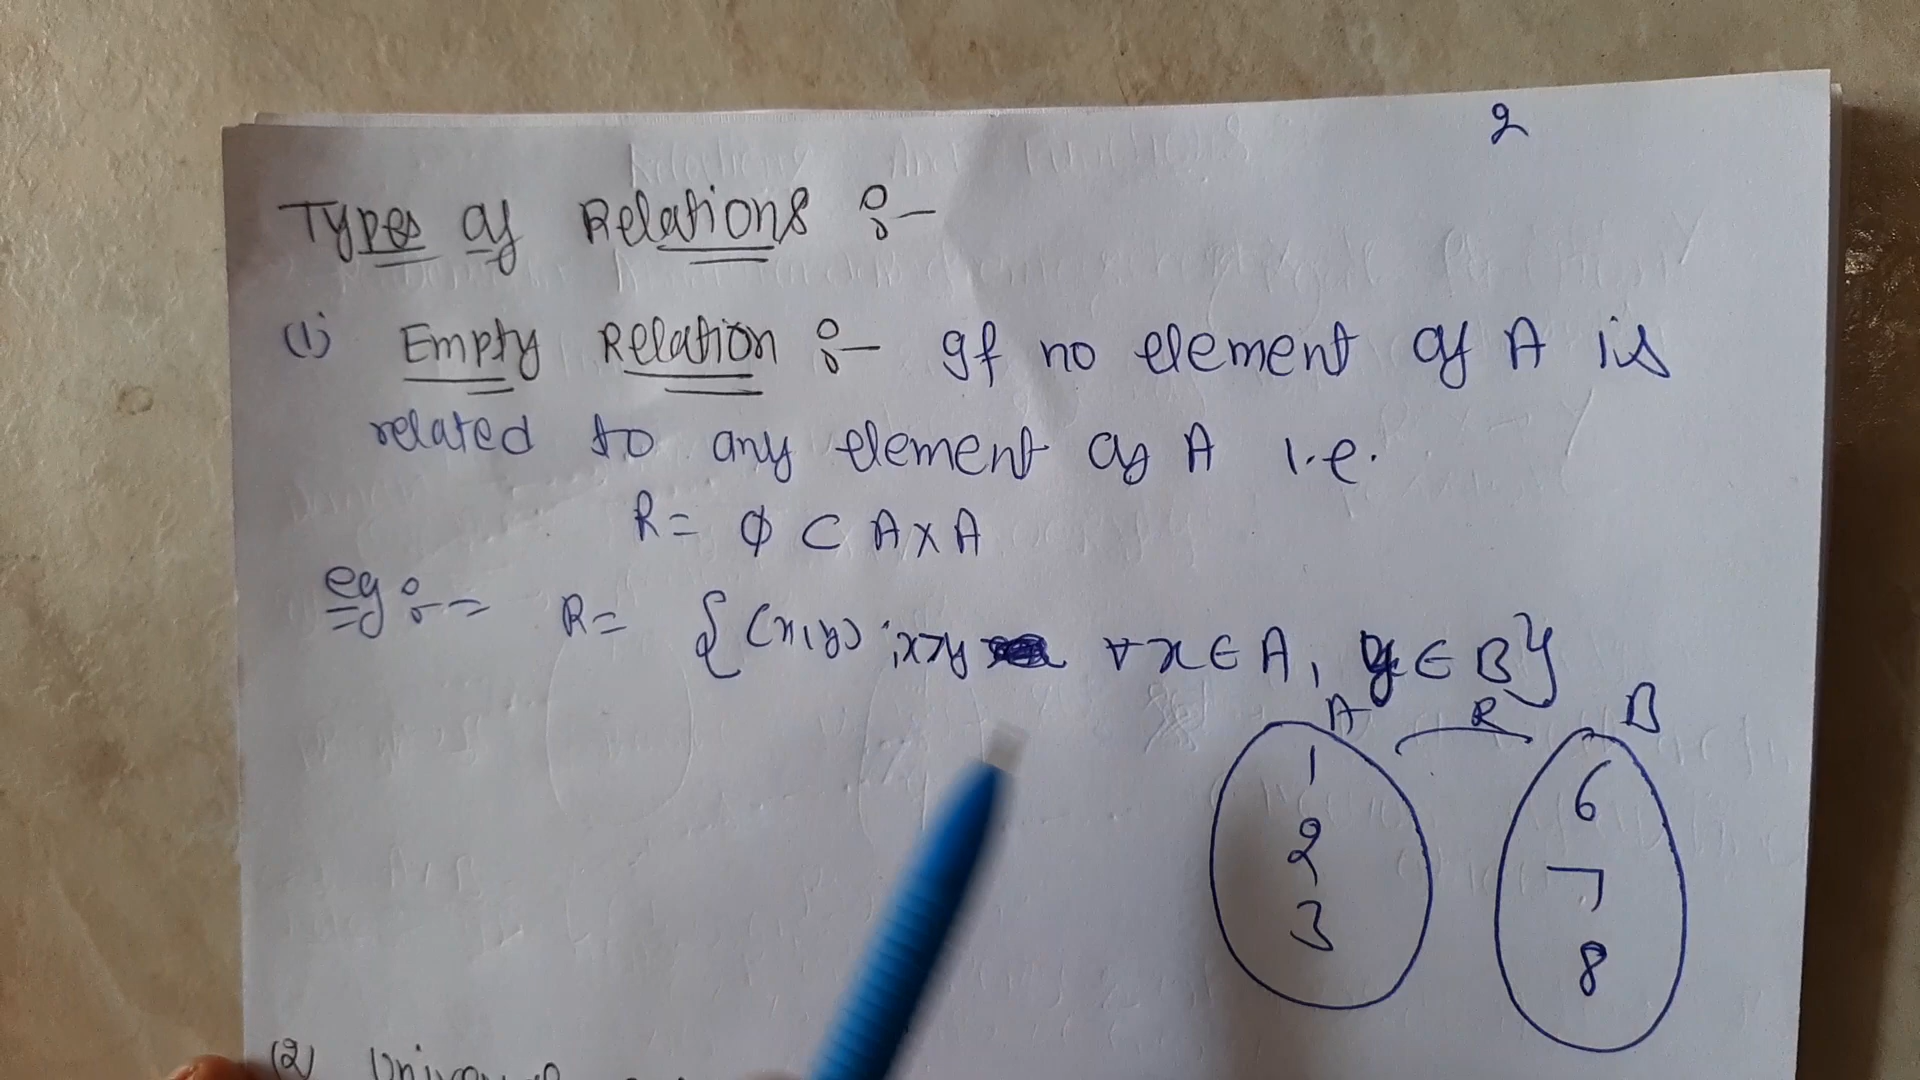 2
Types of Relations :-
(1) Empty Relation :- If no element of A is
related to any element of A i.e.
R = φ ⊂ A×A
eg :- R = {(x,y) ; x>y ∀ x ∈ A, y ∈ B}
A R B
1 6
2 7
3 8
(2)